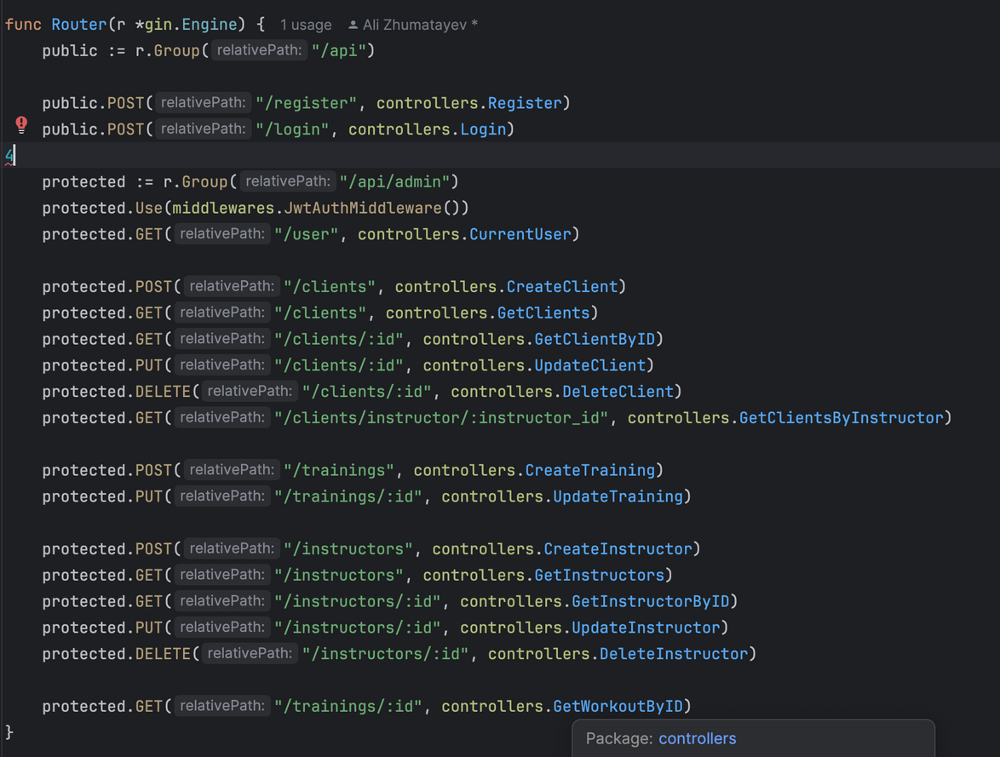 func Router(r *gin.Engine) { 1 usage Ali Zhumatayev *
public := r.Group( relativePath: "/api")
public.POST( relativePath: "/register", controllers.Register)
public.POST( relativePath: "/login", controllers.Login)
4
protected := r.Group( relativePath: "/api/admin")
protected.Use(middlewares.JwtAuthMiddleware())
protected.GET( relativePath: "/user", controllers.CurrentUser)
protected.POST( relativePath: "/clients", controllers.CreateClient)
protected.GET( relativePath: "/clients", controllers.GetClients)
protected.GET( relativePath: "/clients/:id", controllers.GetClientByID)
protected.PUT( relativePath: "/clients/:id", controllers.UpdateClient)
protected.DELETE( relativePath: "/clients/:id", controllers.DeleteClient)
protected.GET( relativePath: "/clients/instructor/:instructor_id", controllers.GetClientsByInstructor)
protected.POST( relativePath: "/trainings", controllers.CreateTraining)
protected.PUT( relativePath: "/trainings/:id", controllers.UpdateTraining)
protected.POST( relativePath: "/instructors", controllers.CreateInstructor)
protected.GET( relativePath: "/instructors", controllers.GetInstructors)
protected.GET( relativePath: "/instructors/:id", controllers.GetInstructorByID)
protected.PUT( relativePath: "/instructors/:id", controllers.UpdateInstructor)
protected.DELETE( relativePath: "/instructors/:id", controllers.DeleteInstructor)
protected.GET( relativePath: "/trainings/:id", controllers.GetWorkoutByID)
}
Package: controllers